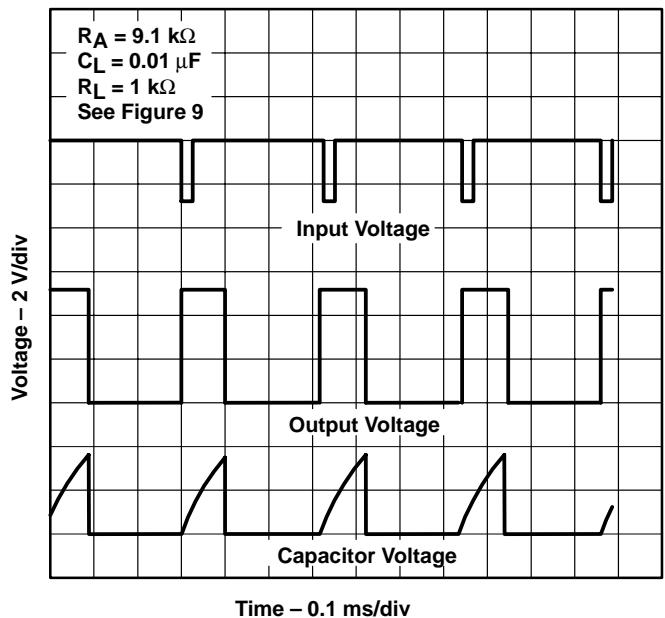 RA = 9.1 kΩ
CL = 0.01 μF
RL = 1 kΩ
See Figure 9
Input Voltage
Voltage – 2 V/div
Output Voltage
Capacitor Voltage
Time – 0.1 ms/div